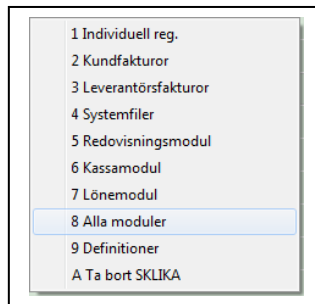 1 Individuell reg.
2 Kundfakturor
3 Leverantörsfakturor
4 Systemfiler
5 Redovisningsmodul
6 Kassamodul
7 Lönemodul
8 Alla moduler
9 Definitioner
A Ta bort SKLIKA